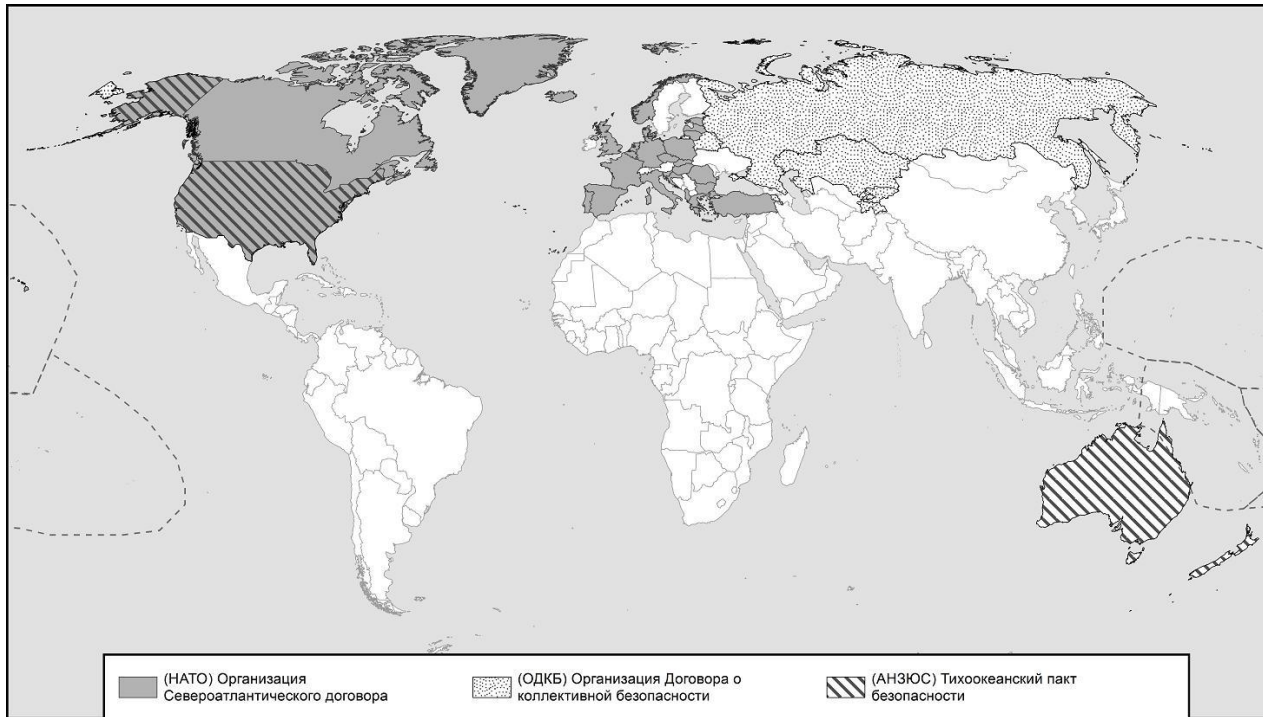 (НАТО) Организация
Североатлантического договора
(ОДКБ) Организация Договора о
коллективной безопасности
(АНЗЮС) Тихоокеанский пакт
безопасности